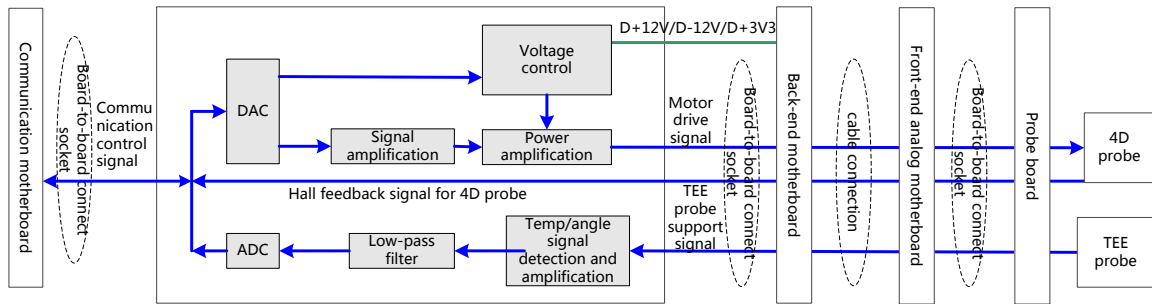 D+12V/D-12V/D+3V3
Communication motherboard
Board-to-board connect
socket
Commu
nication
control
signal
DAC
Voltage
control
Signal
amplification
Power
amplification
Motor
drive
signal
Board-to-board connect
socket
Back-end motherboard
cable connection
Front-end analog motherboard
Board-to-board connect
socket
Probe board
4D
probe
Hall feedback signal for 4D probe
TEE
probe
support
signal
ADC
Low-pass
filter
Temp/angle
signal
detection and
amplification
TEE
probe